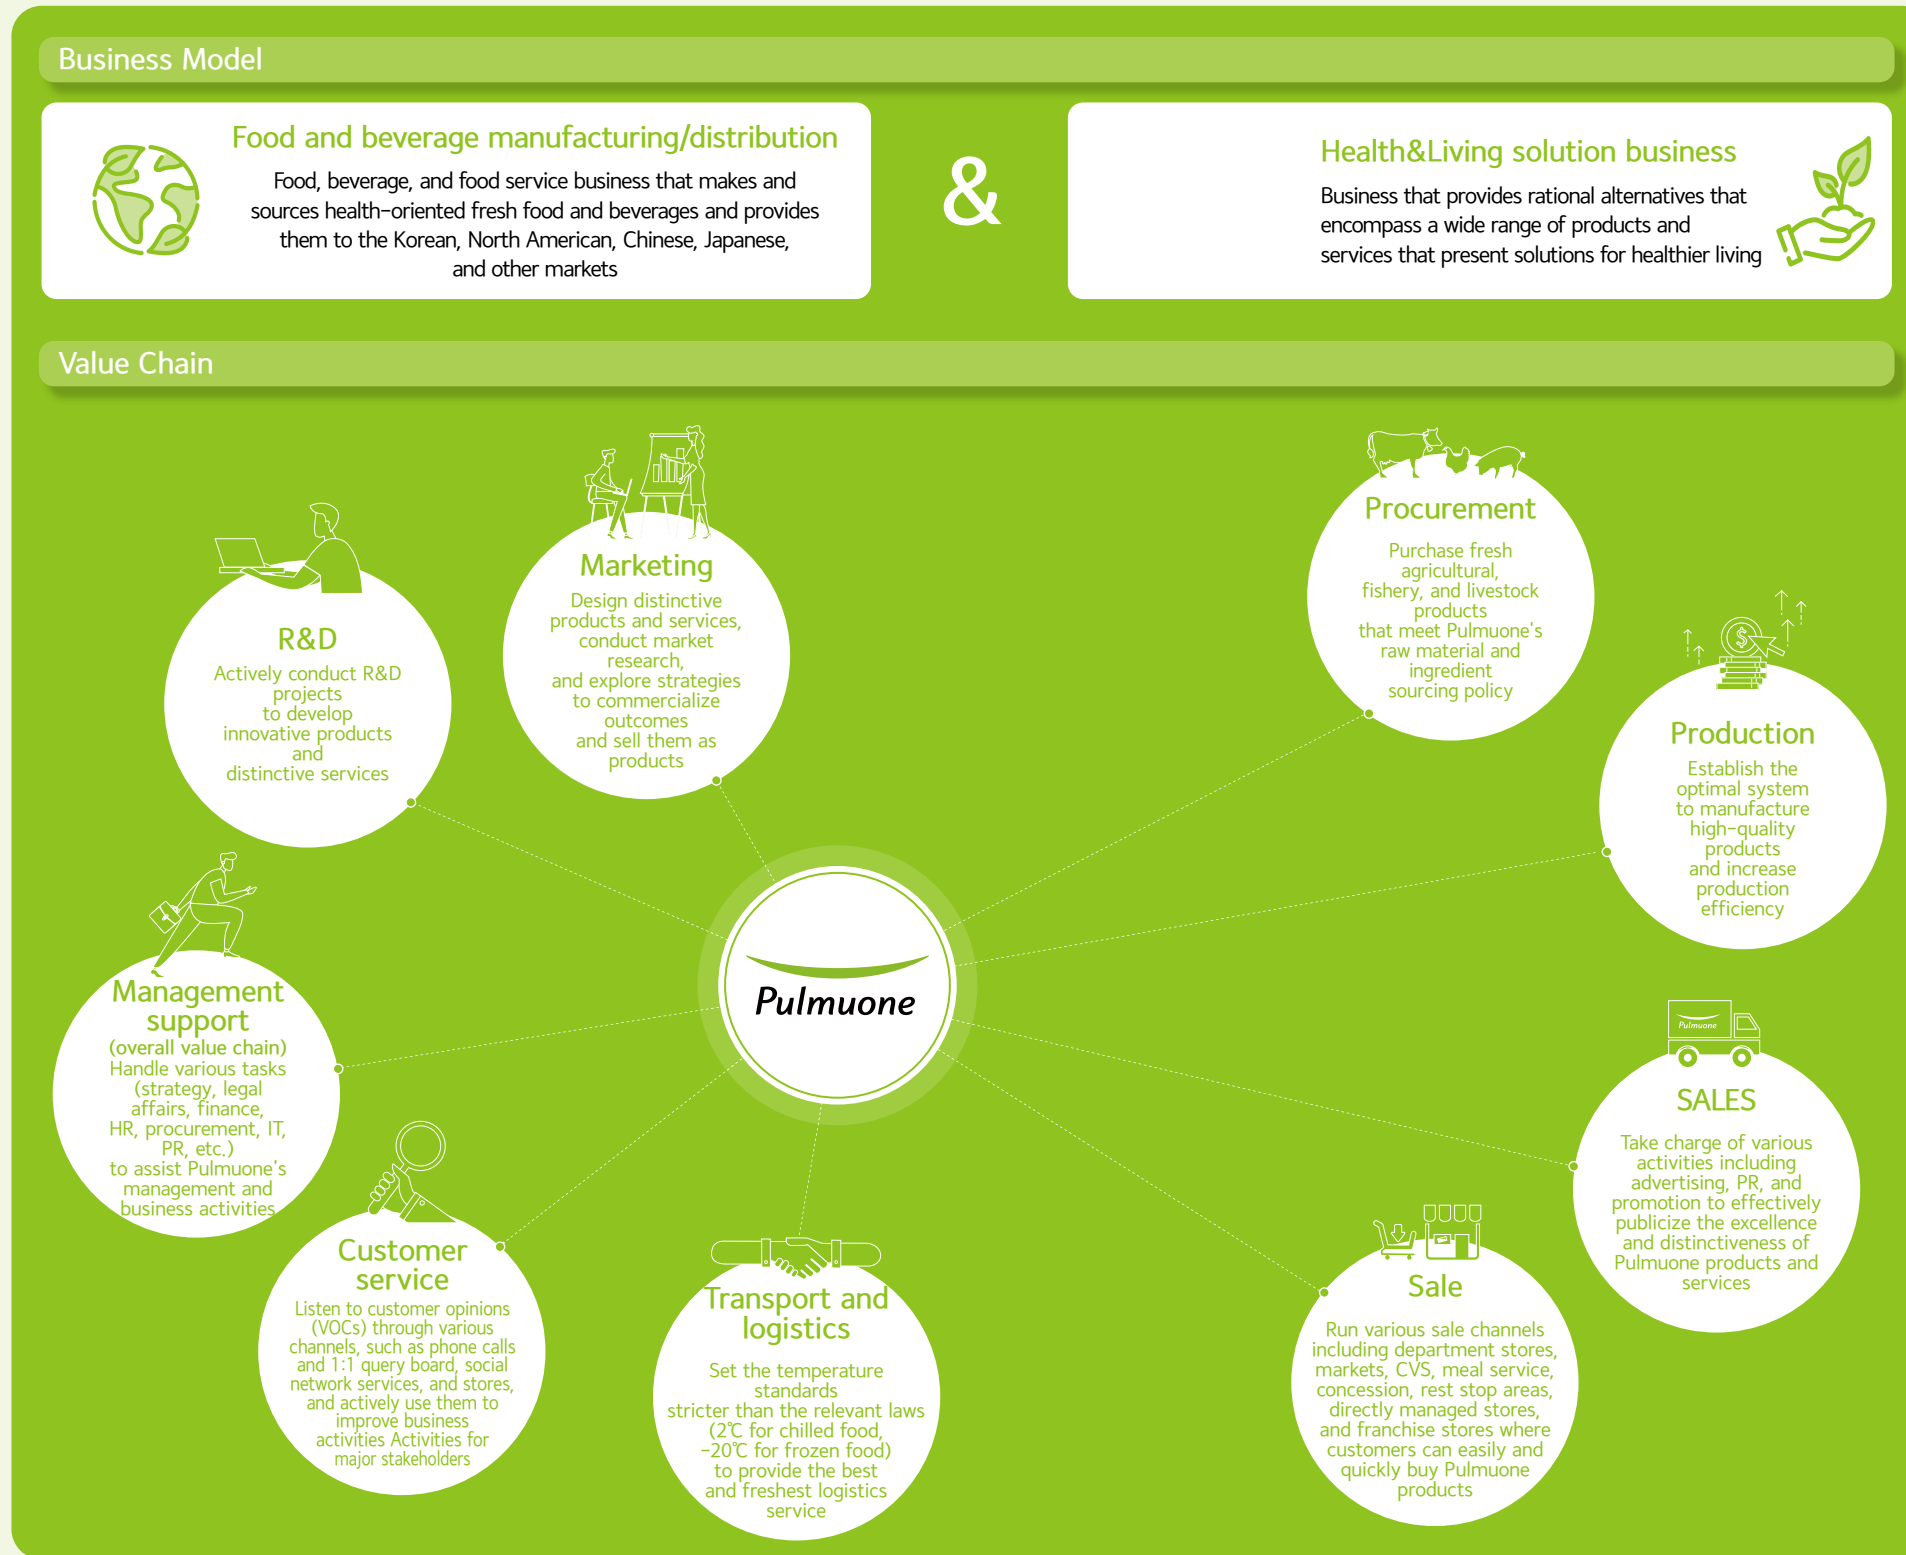 Business Model
Food and beverage manufacturing/distribution
Food, beverage, and food service business that makes and
sources health-oriented fresh food and beverages and provides
them to the Korean, North American, Chinese, Japanese,
and other markets
&
Health&Living solution business
Business that provides rational alternatives that
encompass a wide range of products and
services that present solutions for healthier living
Value Chain
R&D
Actively conduct R&D
projects
to develop
innovative products
and
distinctive services
Marketing
Design distinctive
products and services,
conduct market
research,
and explore strategies
to commercialize
outcomes
and sell them as
products
Procurement
Purchase fresh
agricultural,
fishery, and livestock
products
that meet Pulmuone's
raw material and
ingredient
sourcing policy
$
Production
Establish the
optimal system
to manufacture
high-quality
products
and increase
production
efficiency
Pulmuone
Management
support
(overall value chain)
Handle various tasks
(strategy, legal
affairs, finance,
HR, procurement, IT,
PR, etc.)
to assist Pulmuone's
management and
business activities
Customer
service
Listen to customer opinions
(VOCs) through various
channels, such as phone calls
and 1:1 query board, social
network services, and stores,
and actively use them to
improve business
activities Activities for
major stakeholders
Transport and
logistics
Set the temperature
standards
stricter than the relevant laws
(2℃ for chilled food,
-20℃ for frozen food)
to provide the best
and freshest logistics
service
Sale
Run various sale channels
including department stores,
markets, CVS, meal service,
concession, rest stop areas,
directly managed stores,
and franchise stores where
customers can easily and
quickly buy Pulmuone
products
Pulmuone
SALES
Take charge of various
activities including
advertising, PR, and
promotion to effectively
publicize the excellence
and distinctiveness of
Pulmuone products and
services